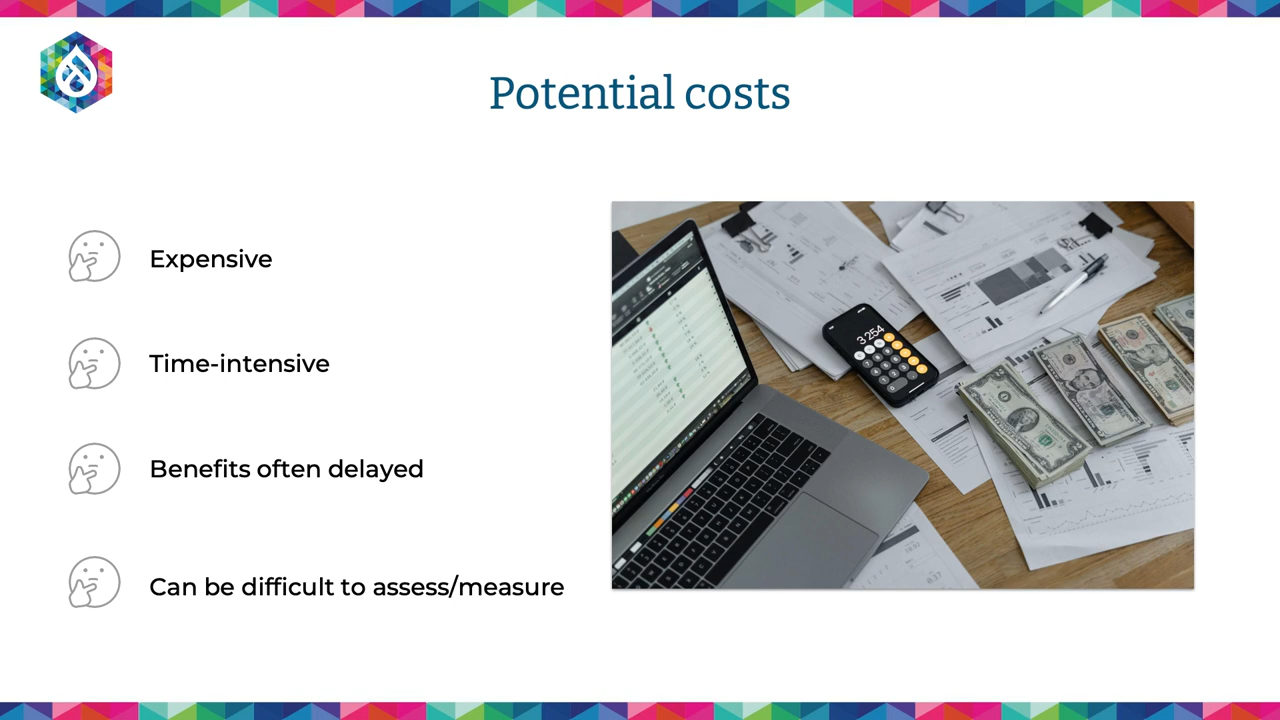 Potential costs
Expensive
Time-intensive
Benefits often delayed
Can be difficult to assess/measure
3 254